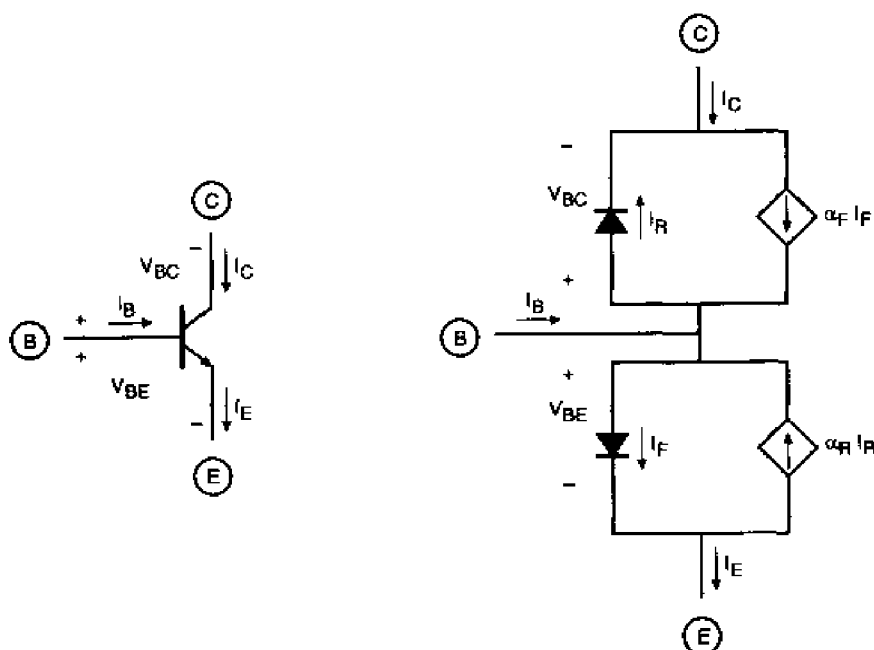 C
−
V_BC
I_C
I_B
B
+
+
V_BE
I_E
−
E
C
I_C
−
V_BC
I_R
α_F I_F
+
I_B
B
+
V_BE
I_F
α_R I_R
−
I_E
E